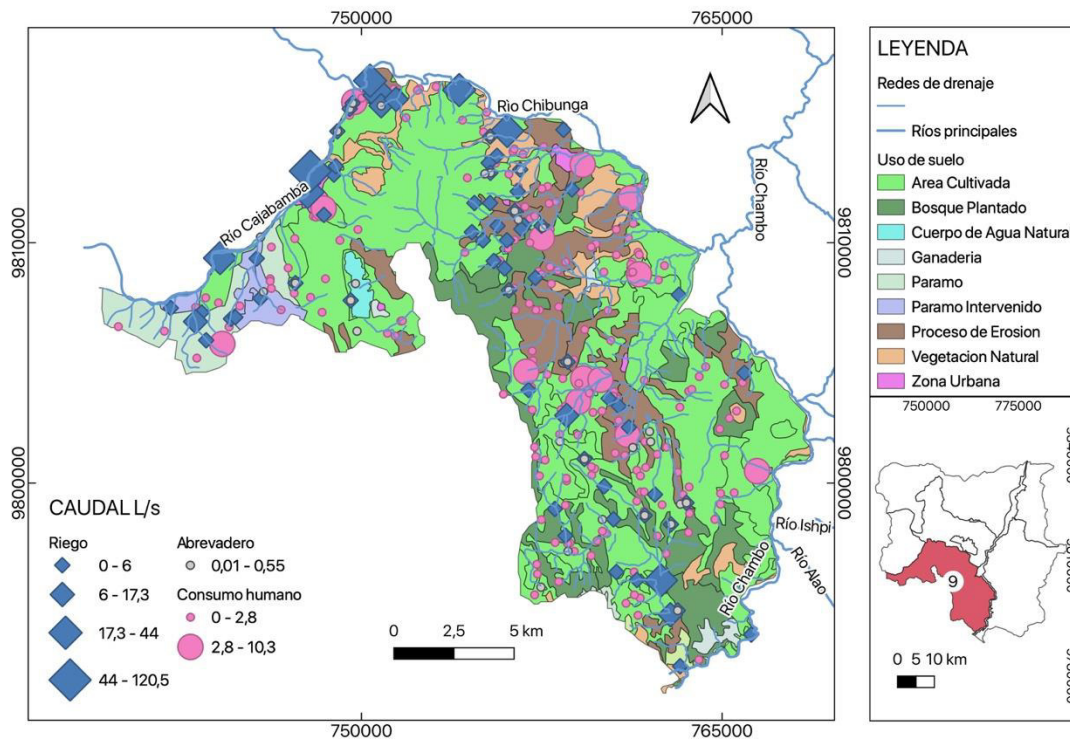 750000
765000
Rìo Chibunga
Río Cajabamba
Río Chambo
9810000
9810000
9800000
9800000
Río Ishpi
Río Alao
Río Chambo
CAUDAL L/s
Riego
0 - 6
6 - 17,3
17,3 - 44
44 - 120,5
Abrevadero
0,01 - 0,55
Consumo humano
0 - 2,8
2,8 - 10,3
0 2,5 5 km
750000
765000
LEYENDA
Redes de drenaje
Ríos principales
Uso de suelo
Area Cultivada
Bosque Plantado
Cuerpo de Agua Natural
Ganaderia
Paramo
Paramo Intervenido
Proceso de Erosion
Vegetacion Natural
Zona Urbana
750000 775000
9
0 5 10 km